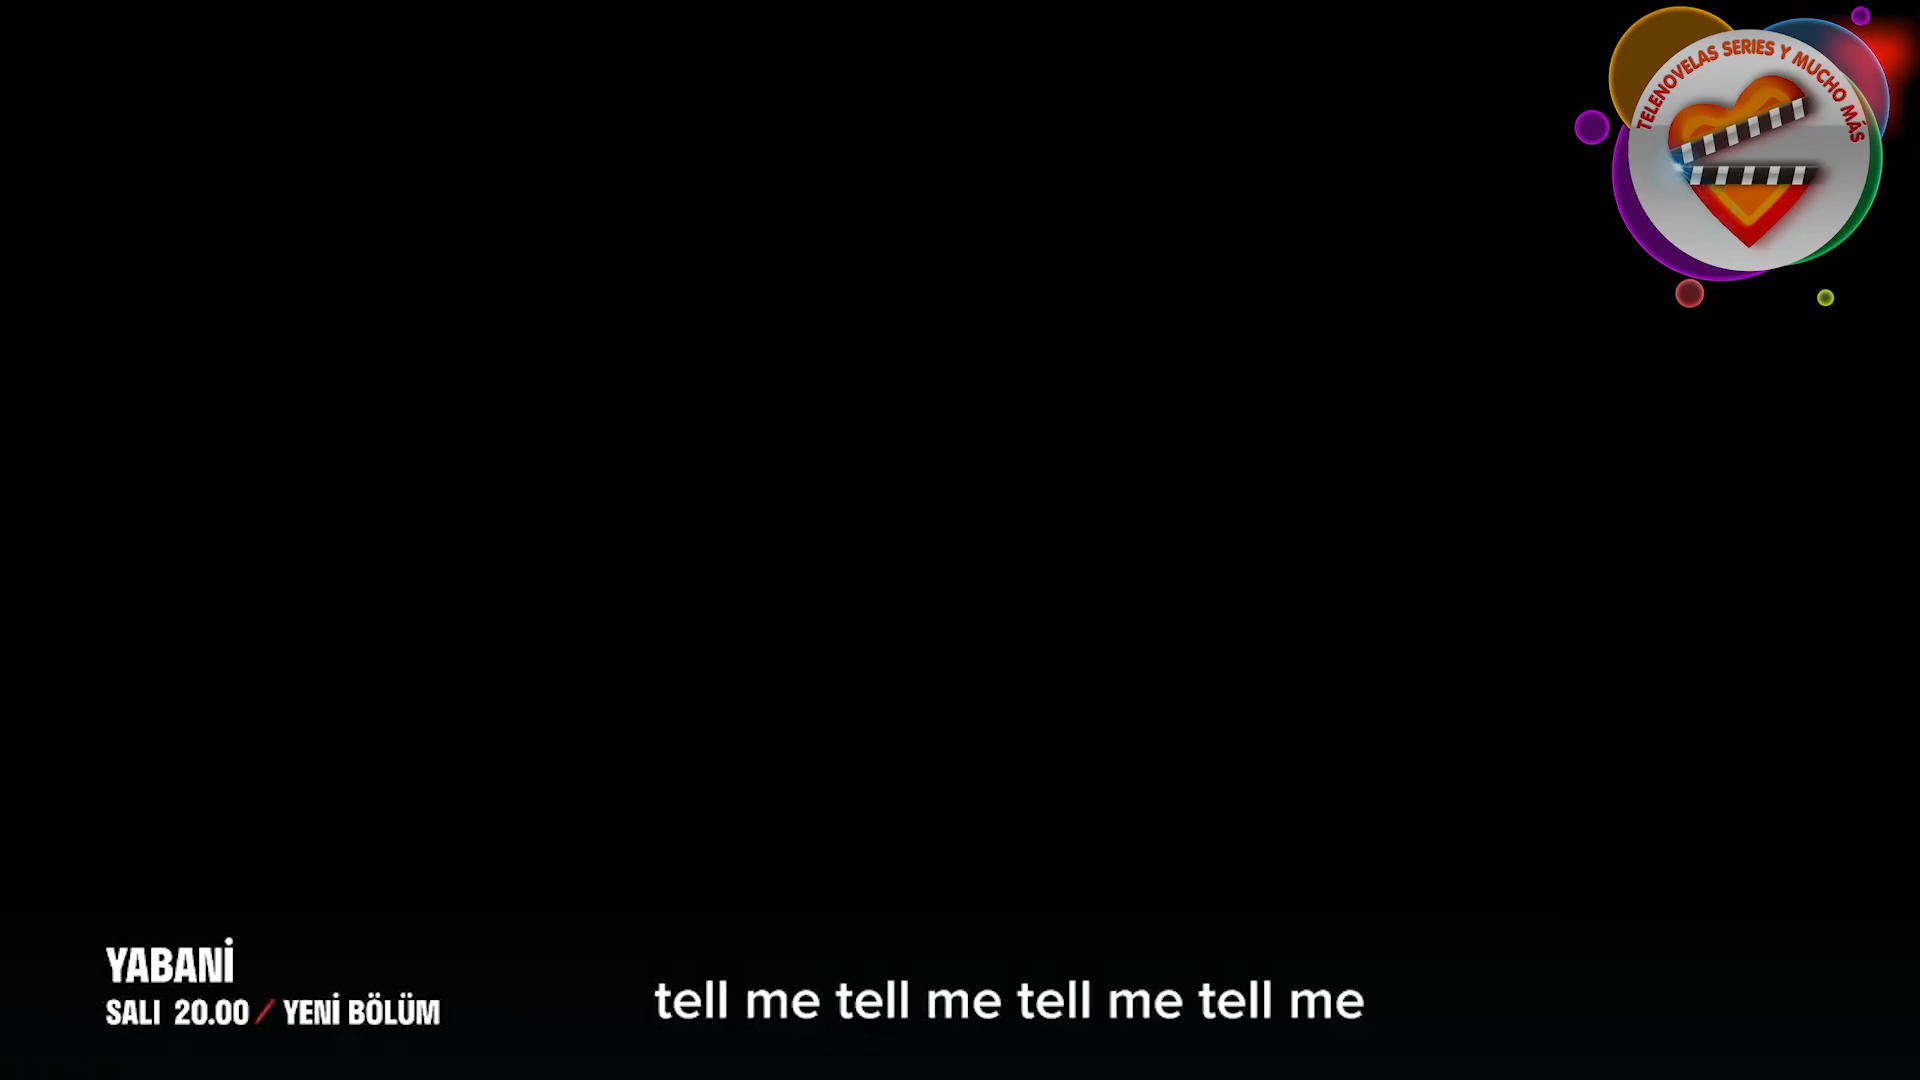 TELENOVELAS SERIES Y MUCHO MÁS
YABANİ
SALI 20.00 / YENİ BÖLÜM
tell me tell me tell me tell me